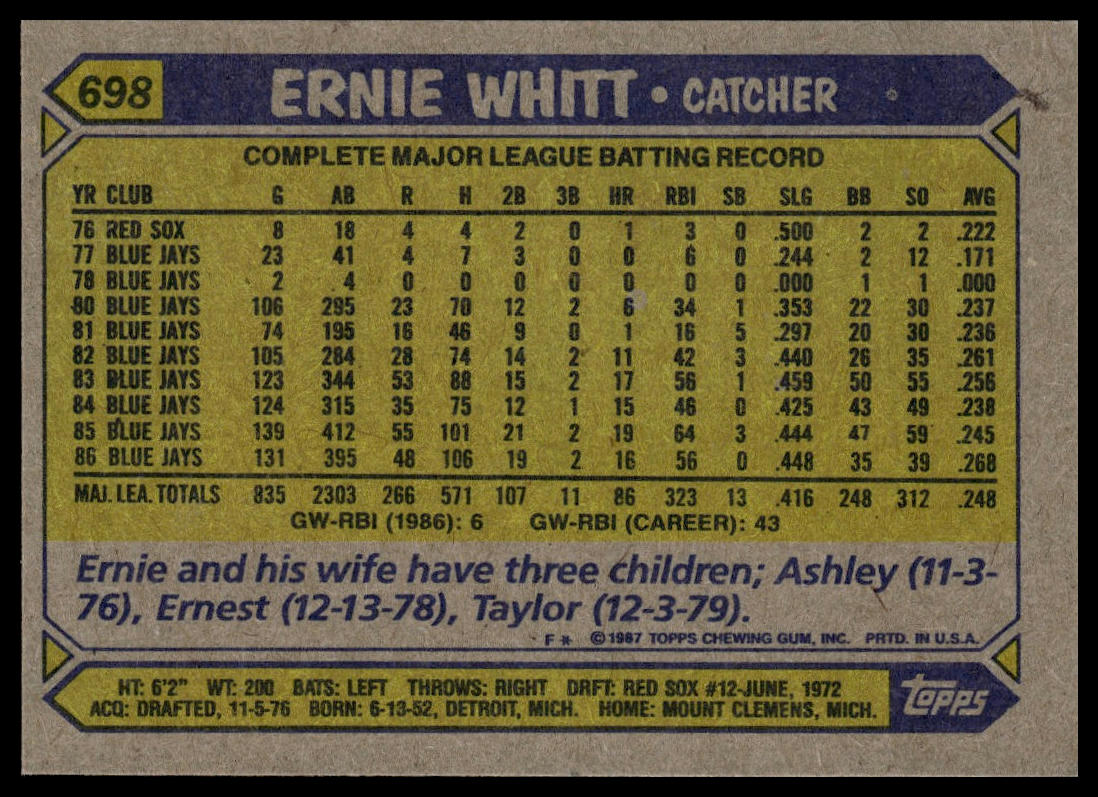 698 ERNIE WHITT • CATCHER
COMPLETE MAJOR LEAGUE BATTING RECORD
YR CLUB G AB R H 2B 3B HR RBI SB SLG BB SO AVG
76 RED SOX 8 18 4 4 2 0 1 3 0 .500 2 2 .222
77 BLUE JAYS 23 41 4 7 3 0 0 6 0 .244 2 12 .171
78 BLUE JAYS 2 4 0 0 0 0 0 0 0 .000 1 1 .000
80 BLUE JAYS 106 295 23 70 12 2 6 34 1 .353 22 30 .237
81 BLUE JAYS 74 195 16 46 9 0 1 16 5 .297 20 30 .236
82 BLUE JAYS 105 284 28 74 14 2 11 42 3 .440 26 35 .261
83 BLUE JAYS 123 344 53 88 15 2 17 56 1 .459 50 55 .256
84 BLUE JAYS 124 315 35 75 12 1 15 46 0 .425 43 49 .238
85 BLUE JAYS 139 412 55 101 21 2 19 64 3 .444 47 59 .245
86 BLUE JAYS 131 395 48 106 19 2 16 56 0 .448 35 39 .268
MAJ. LEA. TOTALS 835 2303 266 571 107 11 86 323 13 .416 248 312 .248
GW-RBI (1986): 6 GW-RBI (CAREER): 43
Ernie and his wife have three children; Ashley (11-3-
76), Ernest (12-13-78), Taylor (12-3-79).
F * © 1987 TOPPS CHEWING GUM, INC. PRTD. IN U.S.A.
HT: 6'2" WT: 200 BATS: LEFT THROWS: RIGHT DRFT: RED SOX #12-JUNE, 1972
ACQ: DRAFTED, 11-5-76 BORN: 6-13-52, DETROIT, MICH. HOME: MOUNT CLEMENS, MICH.
topps